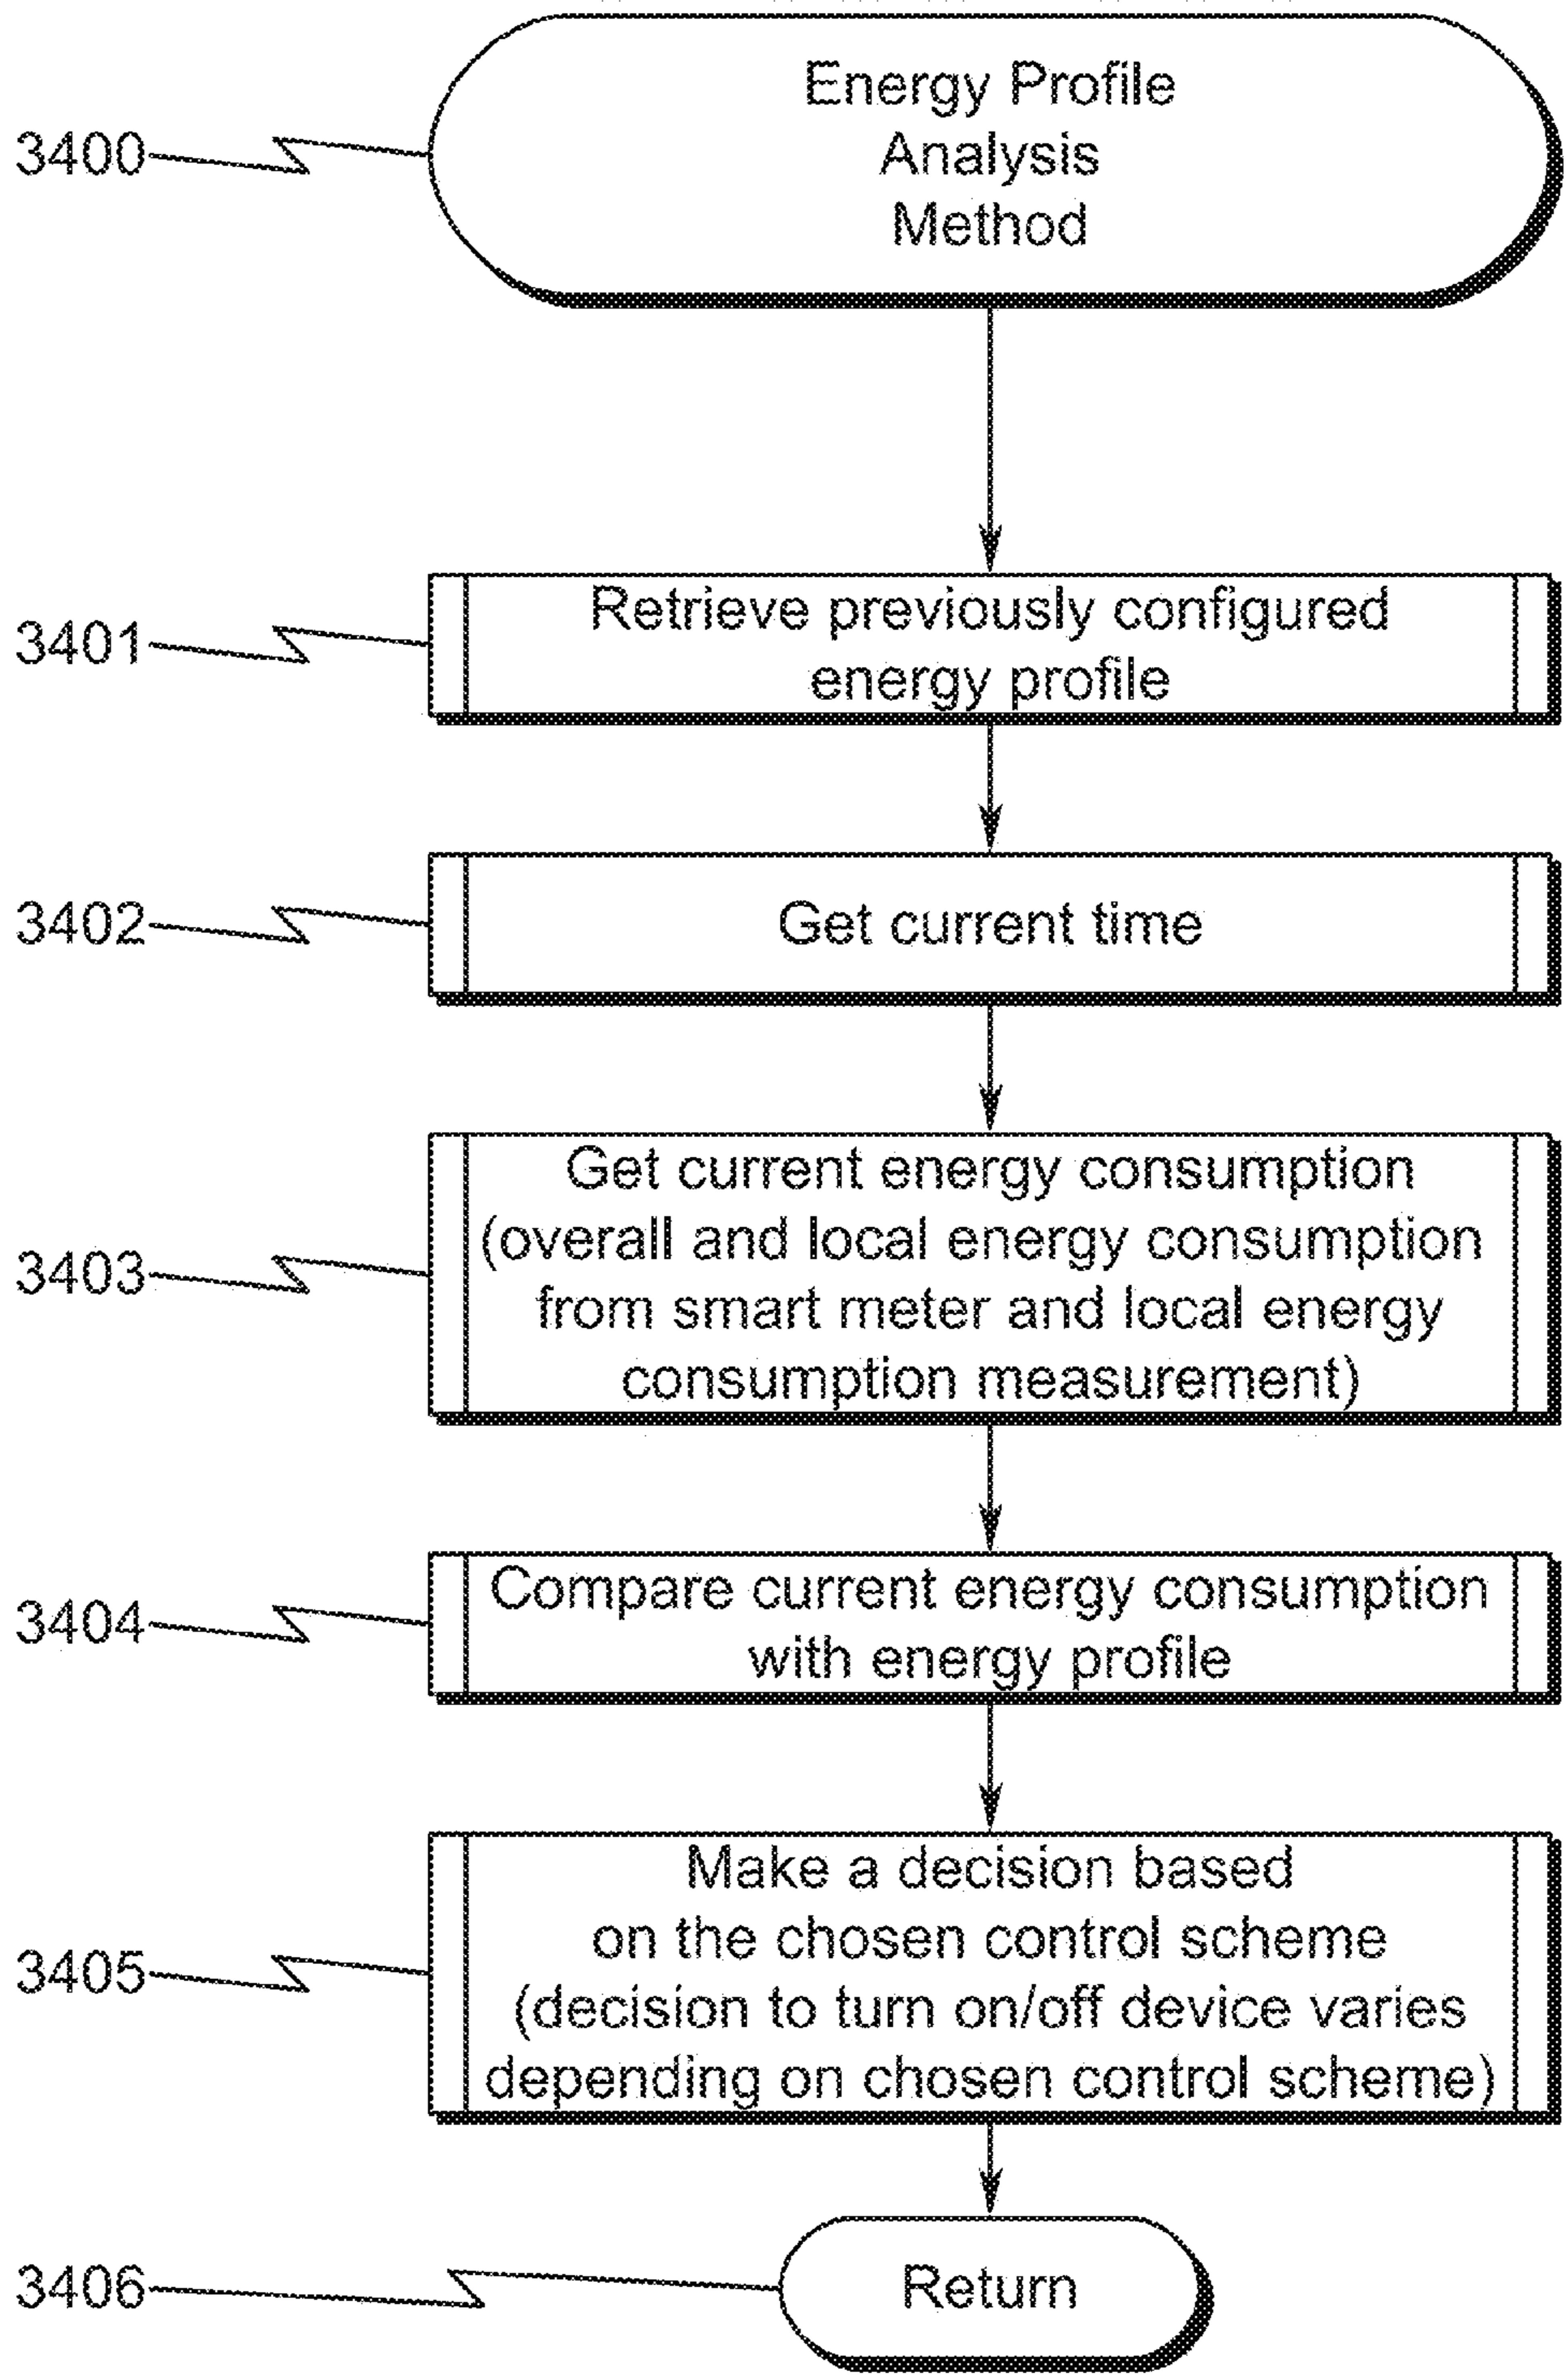 Energy Profile
3400
Analysis
Method
3401
Retrieve previously configured
energy profile
3402
Get current time
Get current energy consumption
(overall and local energy consumption
3403
from smart meter and local energy
consumption measurement)
3404
Compare current energy consumption
with energy profile
Make a decision based
on the chosen control scheme
3405
(decision to turn on/off device varies
depending on chosen control scheme)
3406
Return